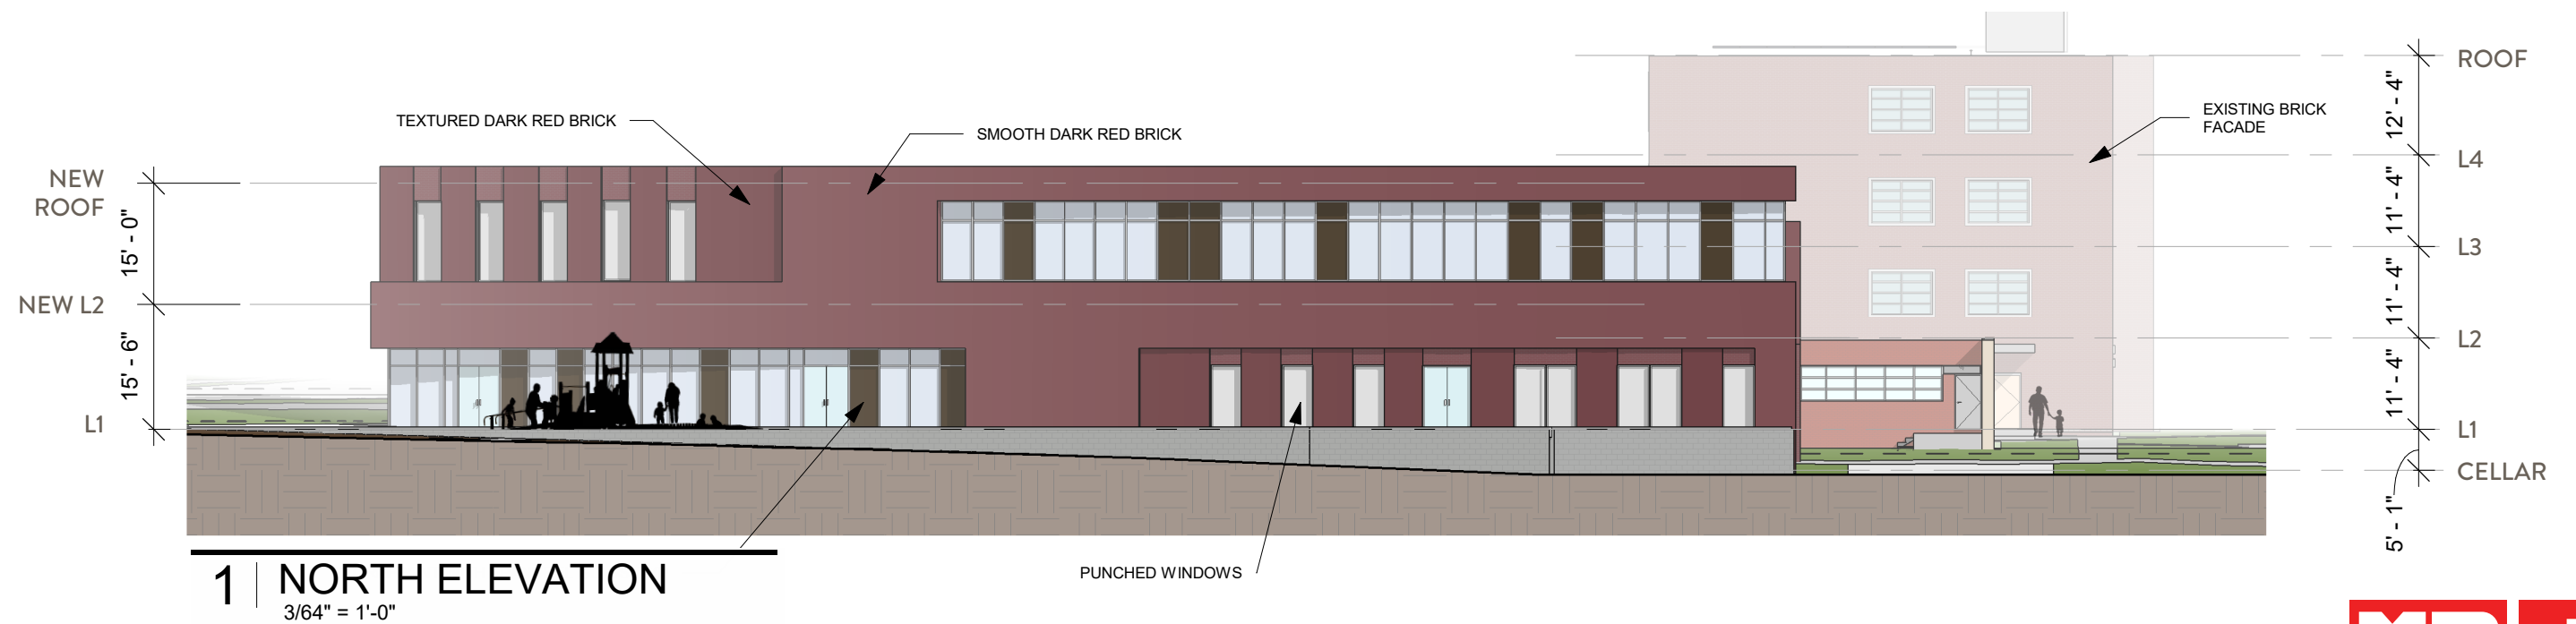 ROOF
12' - 4"
EXISTING BRICK
FACADE
TEXTURED DARK RED BRICK
SMOOTH DARK RED BRICK
L4
NEW
ROOF
11' - 4"
15' - 0"
L3
11' - 4"
NEW L2
L2
15' - 6"
11' - 4"
L1
L1
CELLAR
5' - 1"
PUNCHED WINDOWS
1
NORTH ELEVATION
3/64" = 1'-0"